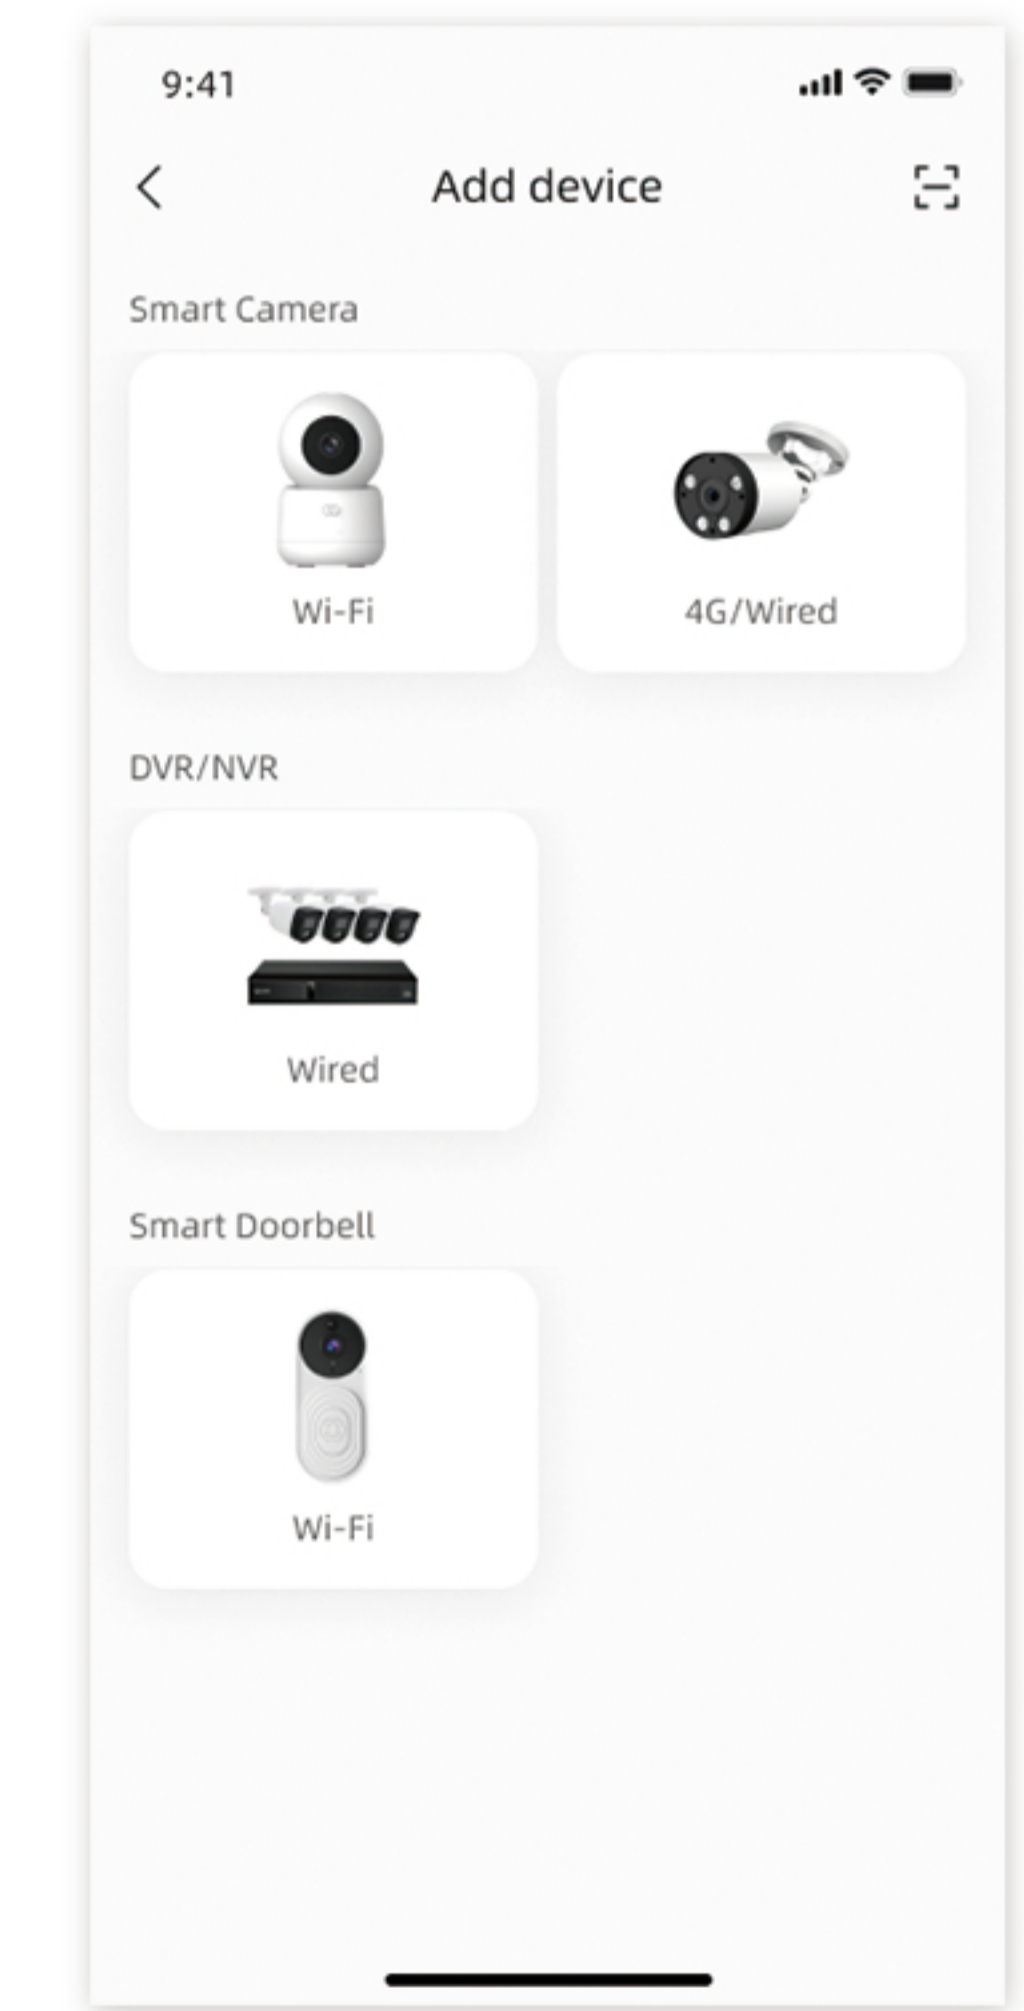 9:41
Add device
Smart Camera
Wi-Fi
4G/Wired
DVR/NVR
Wired
Smart Doorbell
Wi-Fi